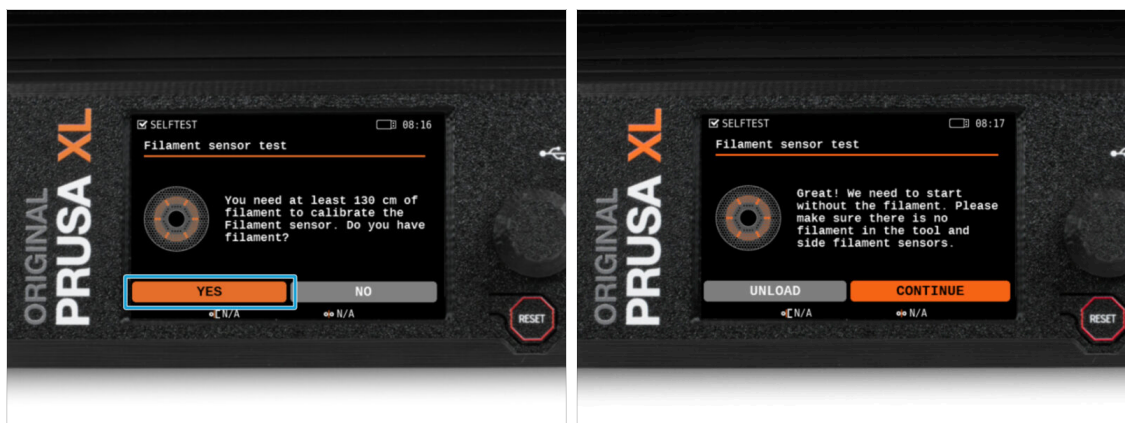 ORIGINAL
PRUSA XL
SELFTEST
08:16
Filament sensor test
You need at least 130 cm of
filament to calibrate the
Filament sensor. Do you have
filament?
YES
NO
N/A
N/A
RESET
ORIGINAL
PRUSA XL
SELFTEST
08:17
Filament sensor test
Great! We need to start
without the filament. Please
make sure there is no
filament in the tool and
side filament sensors.
UNLOAD
CONTINUE
N/A
N/A
RESET